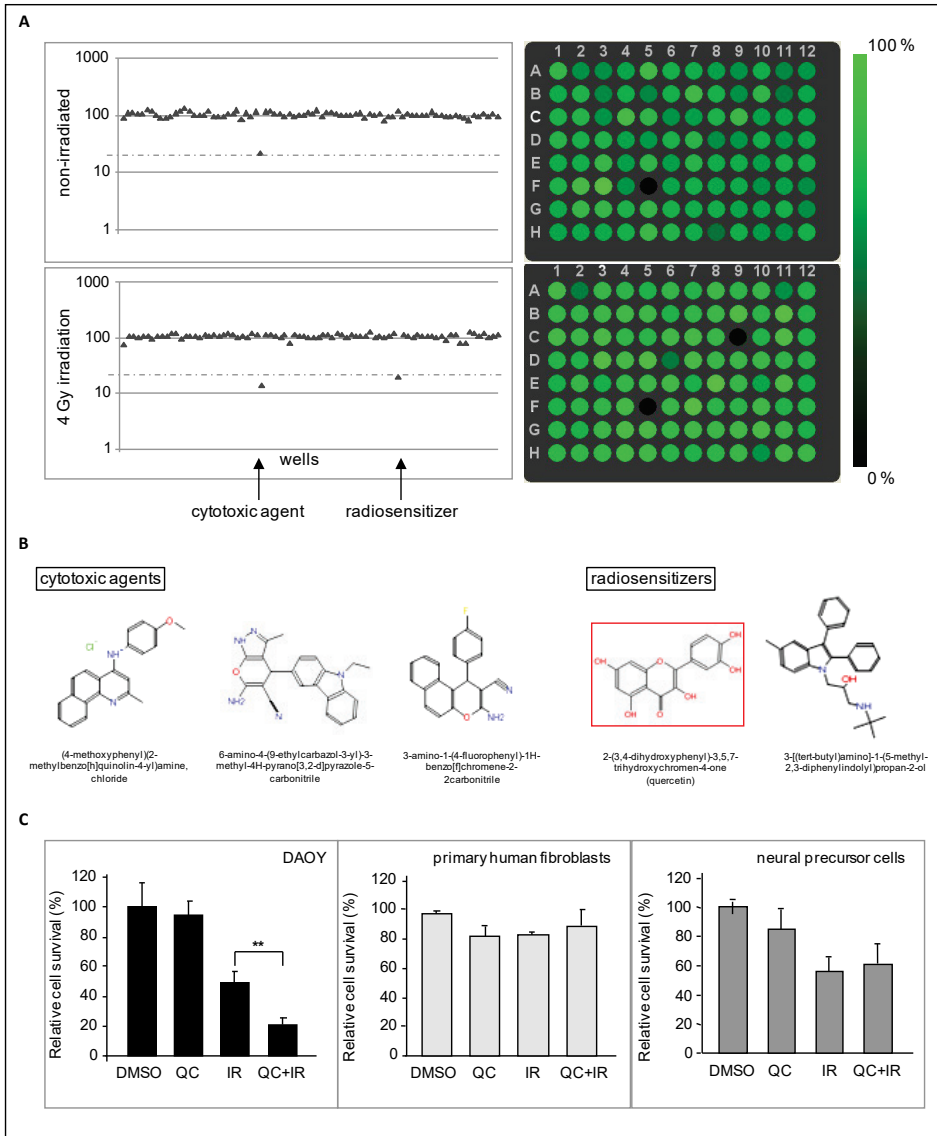 A
1 2 3 4 5 6 7 8 9 10 11 12
100 %
non-irradiated
1000
100
10
1
A
B
C
D
E
F
G
H
4 Gy irradiation
1000
100
10
1
wells
1 2 3 4 5 6 7 8 9 10 11 12
A
B
C
D
E
F
G
H
0 %
cytotoxic agent
radiosensitizer
B
cytotoxic agents
radiosensitizers
(4-methoxyphenyl)(2-
methylbenzo[h]quinolin-4-yl)amine,
chloride
6-amino-4-(9-ethylcarbazol-3-yl)-3-
methyl-4H-pyrano[3,2-d]pyrazole-5-
carbonitrile
3-amino-1-(4-fluorophenyl)-1H-
benzo[f]chromene-2-
2carbonitrile
2-(3,4-dihydroxyphenyl)-3,5,7-
trihydroxychromen-4-one
(quercetin)
3-[(tert-butyl)amino]-1-(5-methyl-
2,3-diphenylindolyl)propan-2-ol
C
DAOY
Relative cell survival (%)
120
100
80
60
40
20
0
**
DMSO QC IR QC+IR
primary human fibroblasts
Relative cell survival (%)
120
100
80
60
40
20
0
DMSO QC IR QC+IR
neural precursor cells
Relative cell survival (%)
120
100
80
60
40
20
0
DMSO QC IR QC+IR